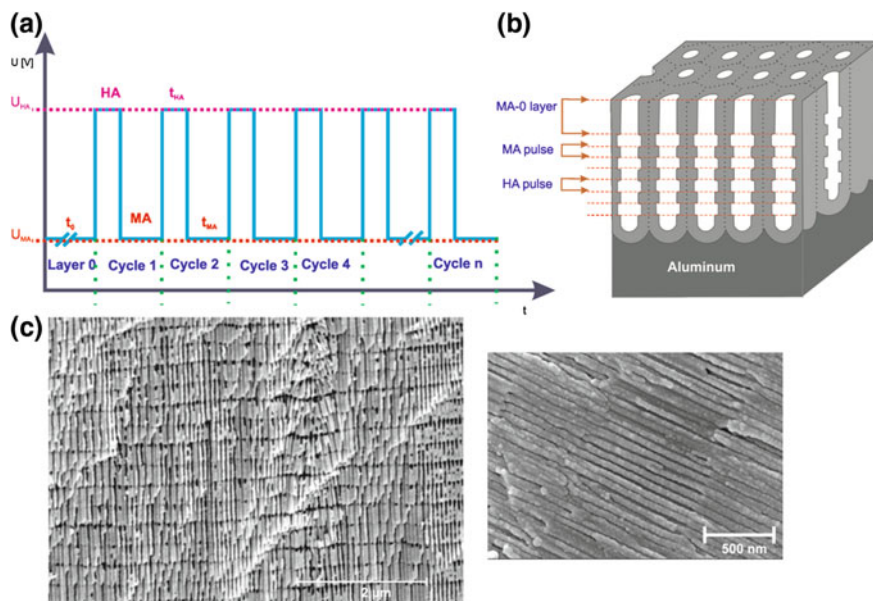 (a)
U [V]
HA
t_HA
U_HA
t_0
MA
t_MA
U_MA
Layer 0
Cycle 1
Cycle 2
Cycle 3
Cycle 4
Cycle n
t
(b)
MA-0 layer
MA pulse
HA pulse
Aluminum
(c)
2 μm
500 nm